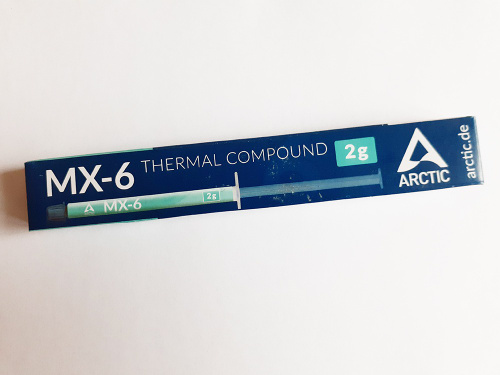 MX-6 THERMAL COMPOUND 2g
ARCTIC
arctic.de
MX-6 2g